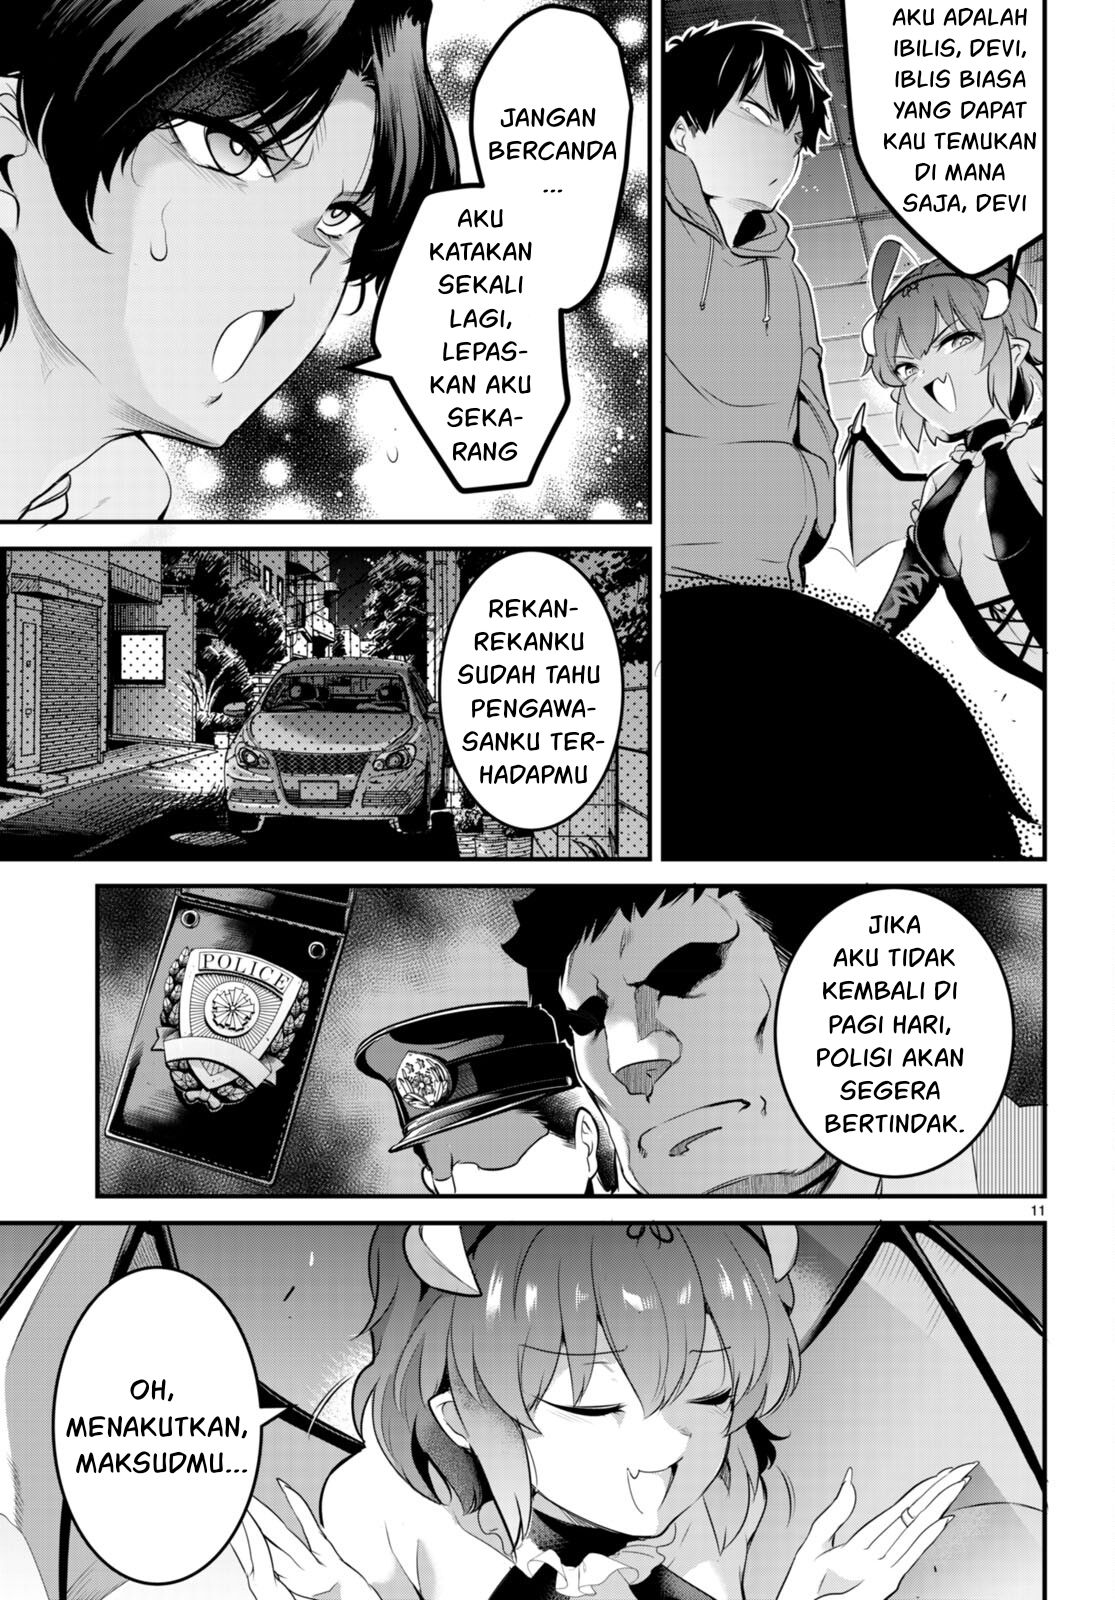 AKU ADALAH
IBILIS, DEVI,
IBLIS BIASA
YANG DAPAT
KAU TEMUKAN
DI MANA
SAJA, DEVI
JANGAN
BERCANDA
...
AKU
KATAKAN
SEKALI
LAGI,
LEPAS-
KAN AKU
SEKA-
RANG
REKAN-
REKANKU
SUDAH TAHU
PENGAWA-
SANKU TER-
HADAPMU
JIKA
AKU TIDAK
KEMBALI DI
PAGI HARI,
POLISI AKAN
SEGERA
BERTINDAK.
POLICE
11
OH,
MENAKUTKAN,
MAKSUDMU...